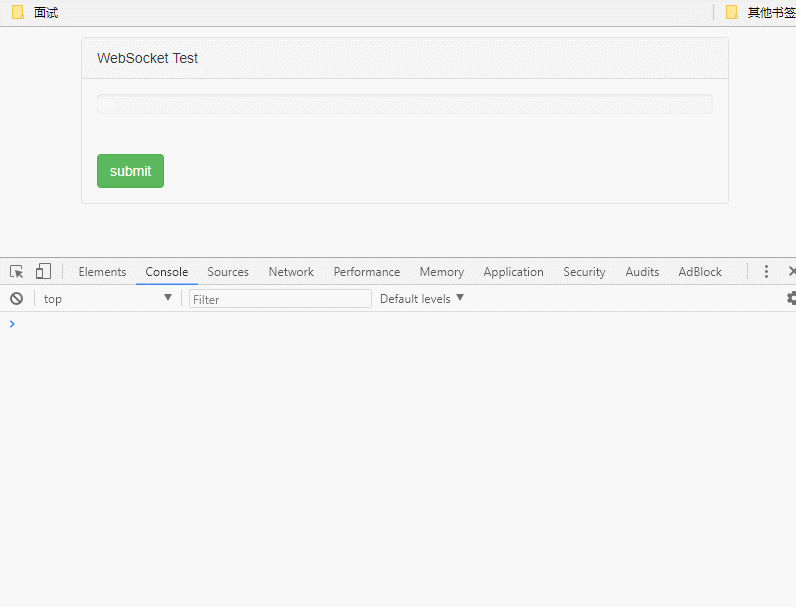 面试 其他书签
WebSocket Test
submit
Elements Console Sources Network Performance Memory Application Security Audits AdBlock
top Filter Default levels